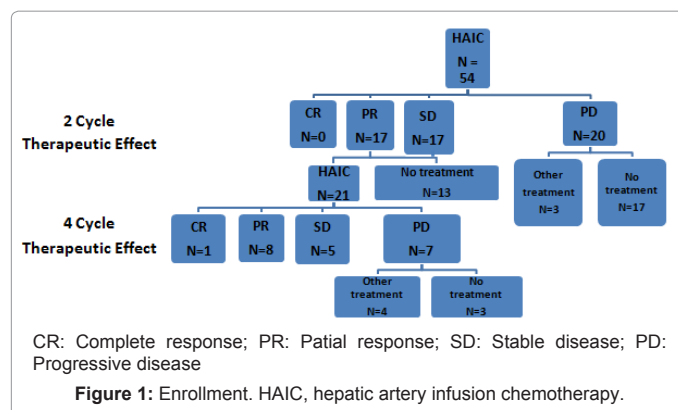 HAIC
N =
54
2 Cycle
Therapeutic Effect
CR
N=0
PR
N=17
SD
N=17
PD
N=20
HAIC
N=21
No treatment
N=13
Other
treatment
N=3
No
treatment
N=17
4 Cycle
Therapeutic Effect
CR
N=1
PR
N=8
SD
N=5
PD
N=7
Other
treatment
N=4
No
treatment
N=3
CR: Complete response; PR: Patial response; SD: Stable disease; PD:
Progressive disease
Figure 1: Enrollment. HAIC, hepatic artery infusion chemotherapy.